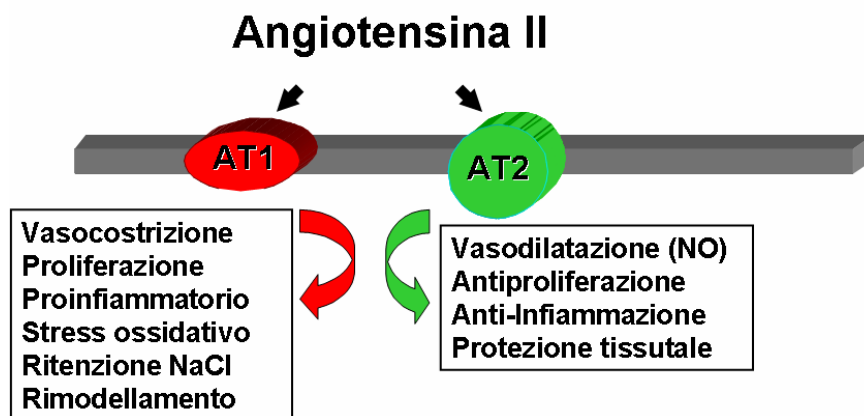 Angiotensina II
AT1
AT2
Vasocostrizione
Proliferazione
Proinfiammatorio
Stress ossidativo
Ritenzione NaCl
Rimodellamento
Vasodilatazione (NO)
Antiproliferazione
Anti-Infiammazione
Protezione tissutale